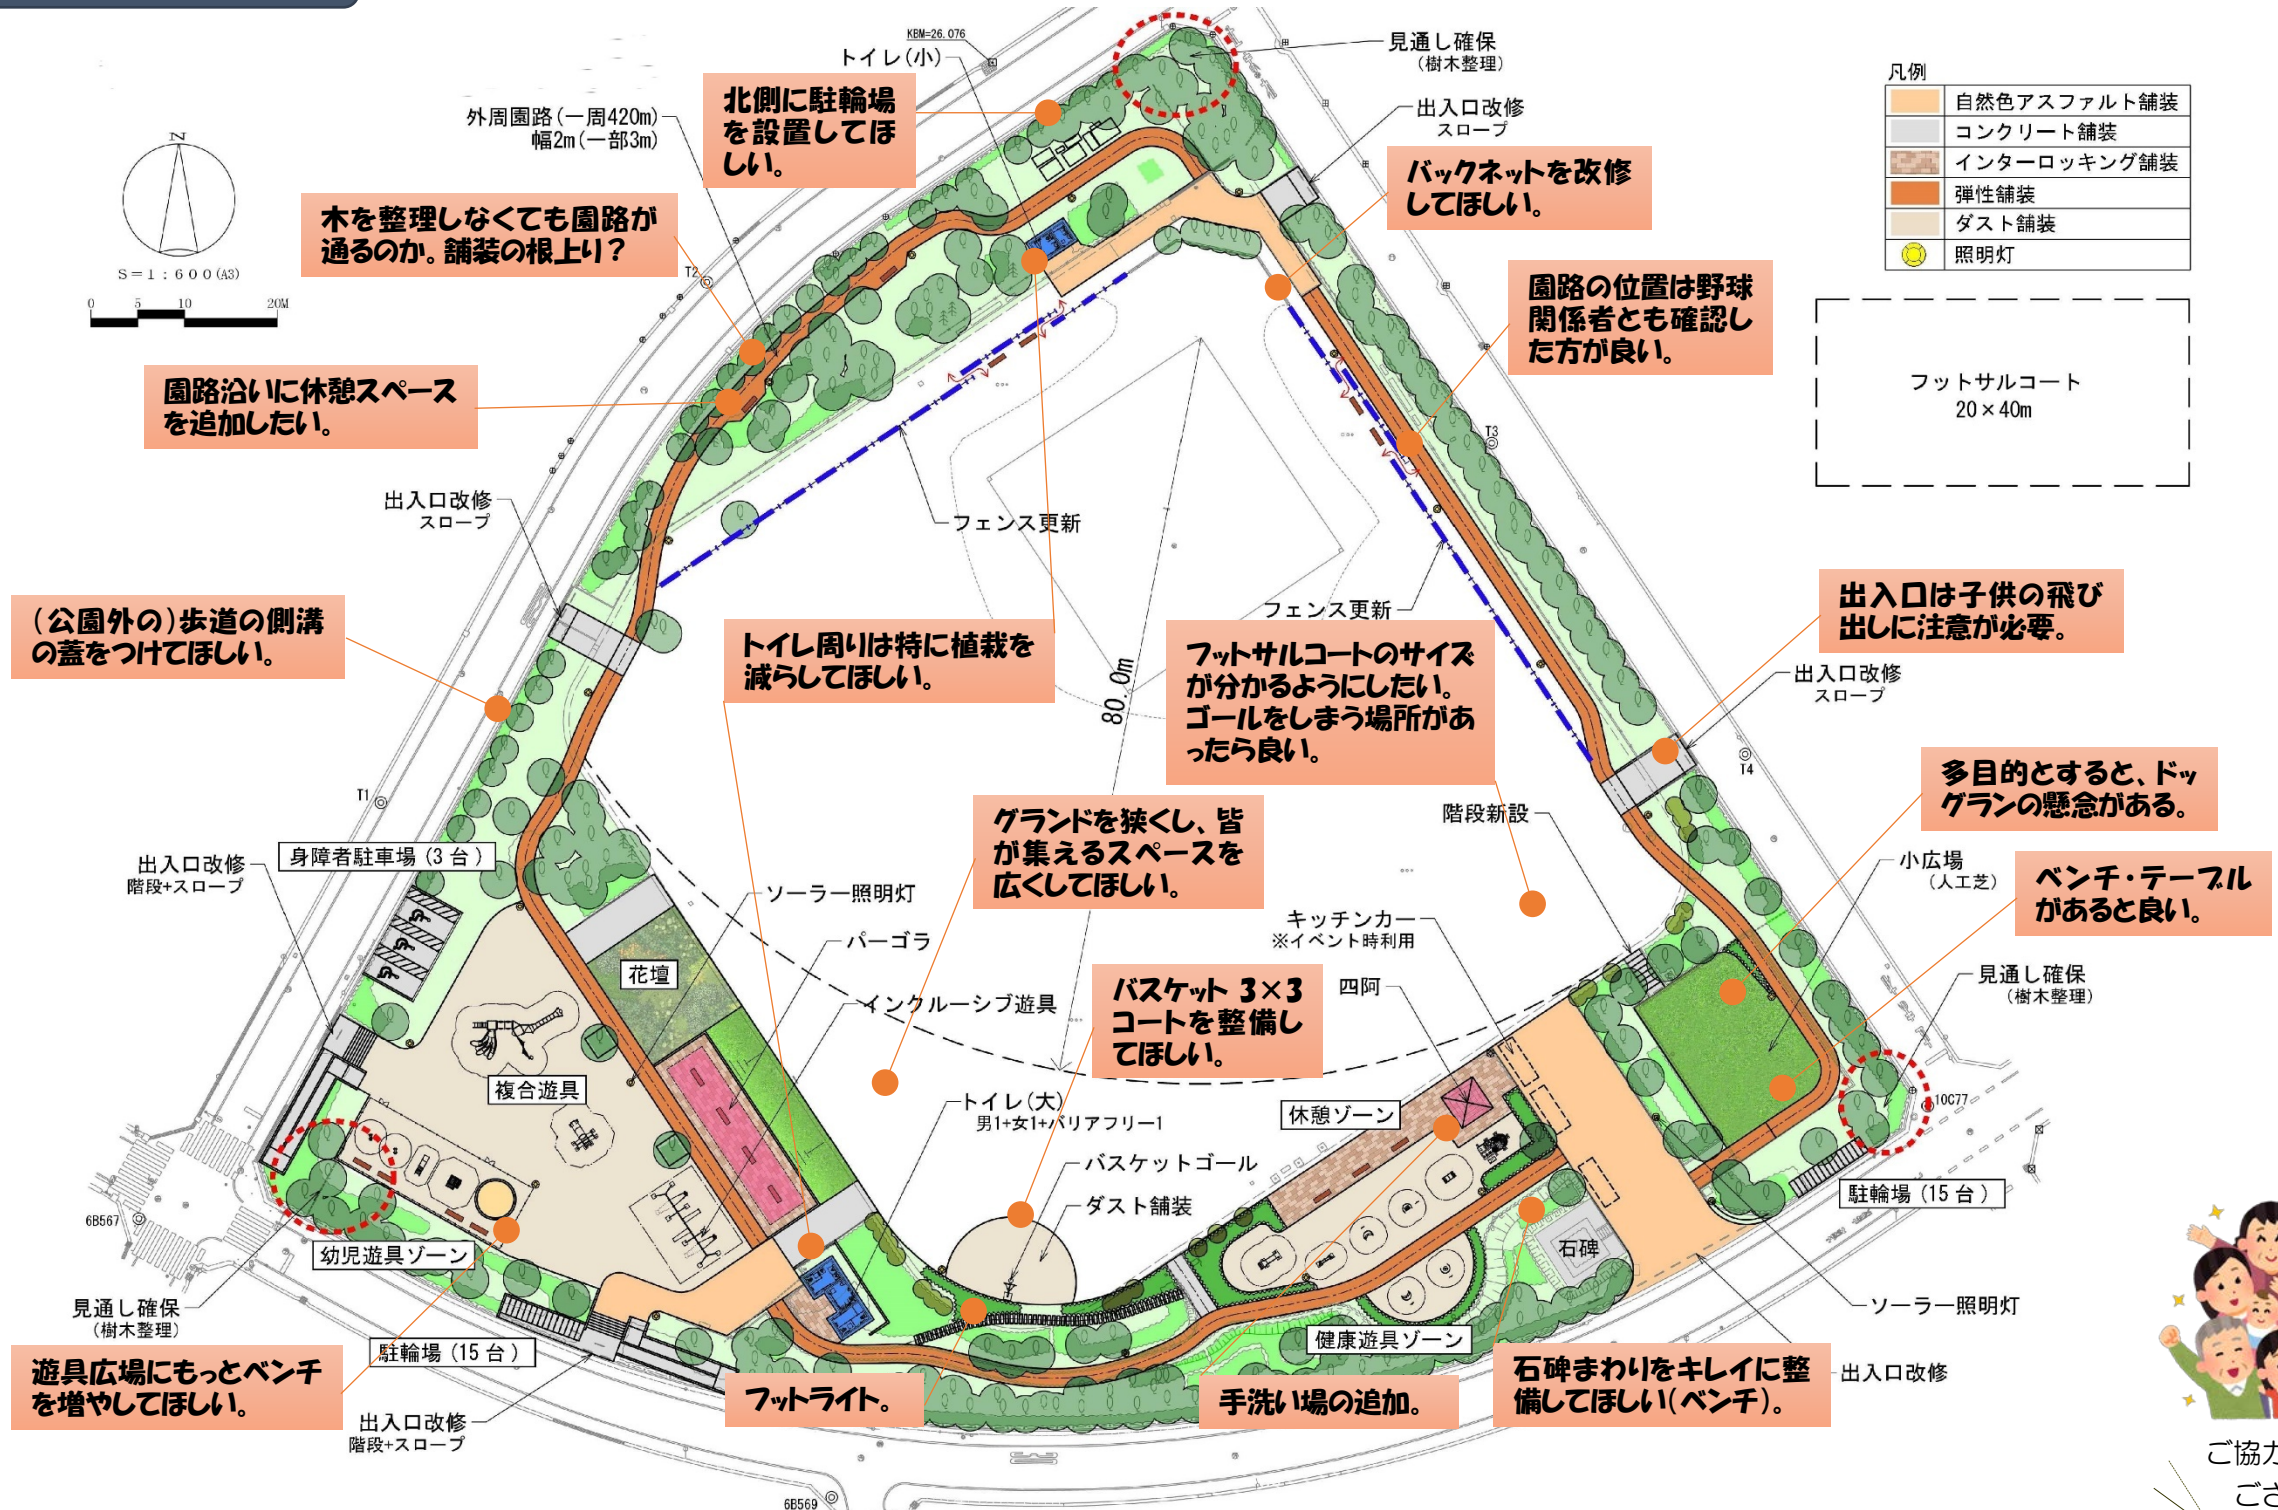 KBM=26.076
トイレ(小)
見通し確保
(樹木整理)
凡例
自然色アスファルト舗装
コンクリート舗装
インターロッキング舗装
弾性舗装
ダスト舗装
照明灯
外周園路(一周420m)
幅2m(一部3m)
北側に駐輪場
を設置してほ
しい。
出入口改修
スロープ
N
S=1:600(A3)
0 5 10 20M
バックネットを改修
してほしい。
木を整理しなくても園路が
通るのか。舗装の根上り?
T2
園路の位置は野球
関係者とも確認し
た方が良い。
フットサルコート
20×40m
園路沿いに休憩スペース
を追加したい。
T3
出入口改修
スロープ
フェンス更新
フェンス更新
出入口は子供の飛び
出しに注意が必要。
(公園外の)歩道の側溝
の蓋をつけてほしい。
トイレ周りは特に植栽を
減らしてほしい。
80.0m
フットサルコートのサイズ
が分かるようにしたい。
ゴールをしまう場所があ
ったら良い。
出入口改修
スロープ
T4
T1
多目的とすると、ドッ
グランの懸念がある。
階段新設
グランドを狭くし、皆
が集えるスペースを
広くしてほしい。
身障者駐車場(3台)
出入口改修
階段+スロープ
小広場
(人工芝)
ベンチ・テーブル
があると良い。
ソーラー照明灯
パーゴラ
キッチンカー
※イベント時利用
花壇
インクルーシブ遊具
バスケット 3×3
コートを整備し
てほしい。
四阿
見通し確保
(樹木整理)
複合遊具
トイレ(大)
男1+女1+バリアフリー1
休憩ゾーン
10C77
バスケットゴール
ダスト舗装
駐輪場(15台)
6B567
幼児遊具ゾーン
石碑
見通し確保
(樹木整理)
ソーラー照明灯
駐輪場(15台)
健康遊具ゾーン
遊具広場にもっとベンチ
を増やしてほしい。
フットライト。
手洗い場の追加。
石碑まわりをキレイに整
備してほしい(ベンチ)。
出入口改修
出入口改修
階段+スロープ
ご協力
ござ
6B569